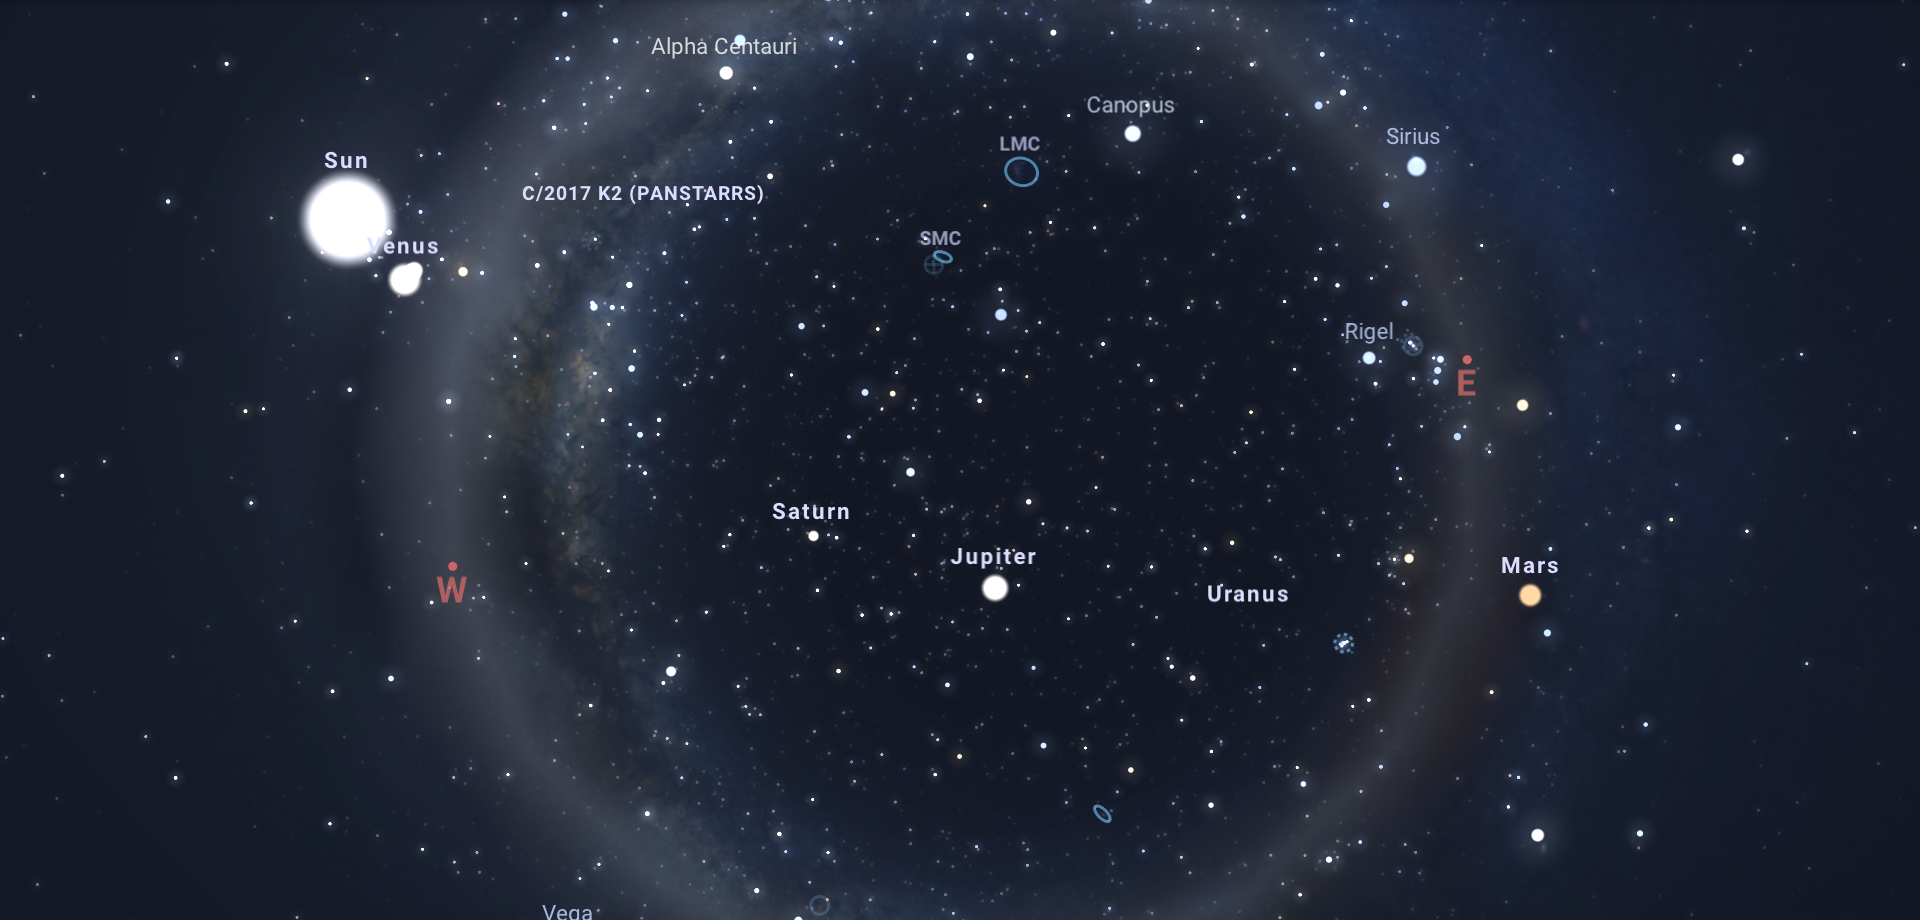 Alpha Centauri
Canopus
Sirius
LMC
Sun
C/2017 K2 (PANSTARRS)
SMC
Venus
Rigel
E
Saturn
Jupiter
Mars
W
Uranus
Vega